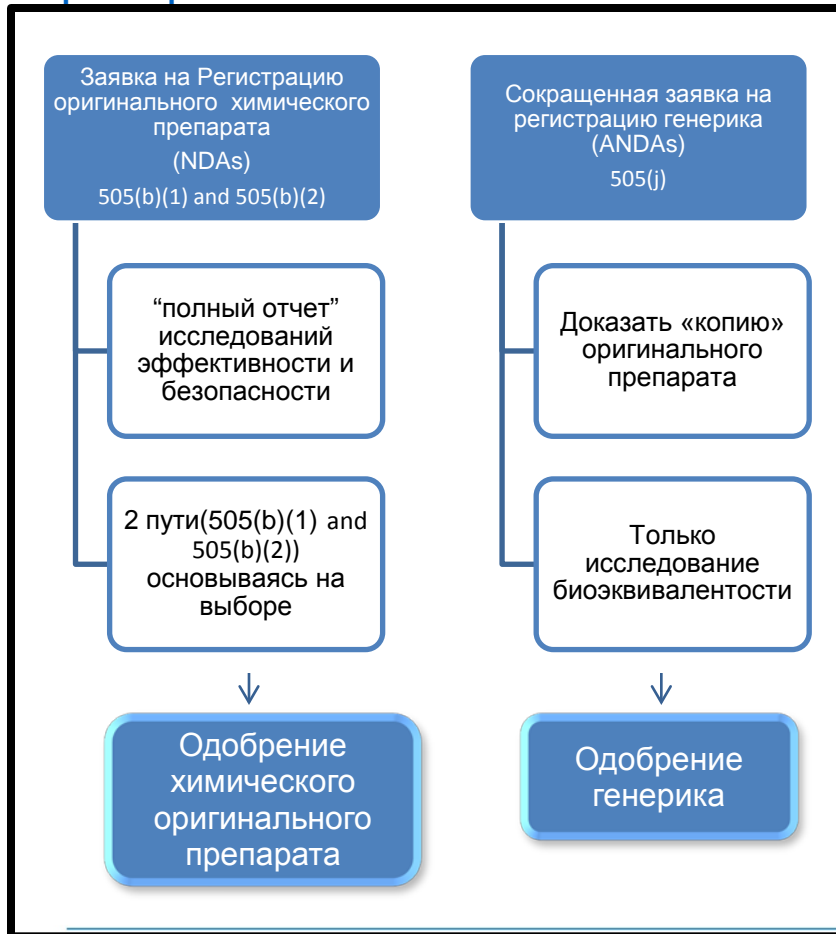 Заявка на Регистрацию
оригинального химического
препарата
(NDAs)
505(b)(1) and 505(b)(2)
“полный отчет”
исследований
эффективности и
безопасности
2 пути(505(b)(1) and
505(b)(2))
основываясь на
выборе
Одобрение
химического
оригинального
препарата
Сокращенная заявка на
регистрацию генерика
(ANDAs)
505(j)
Доказать «копию»
оригинального
препарата
Только
исследование
биоэквивалентости
Одобрение
генерика